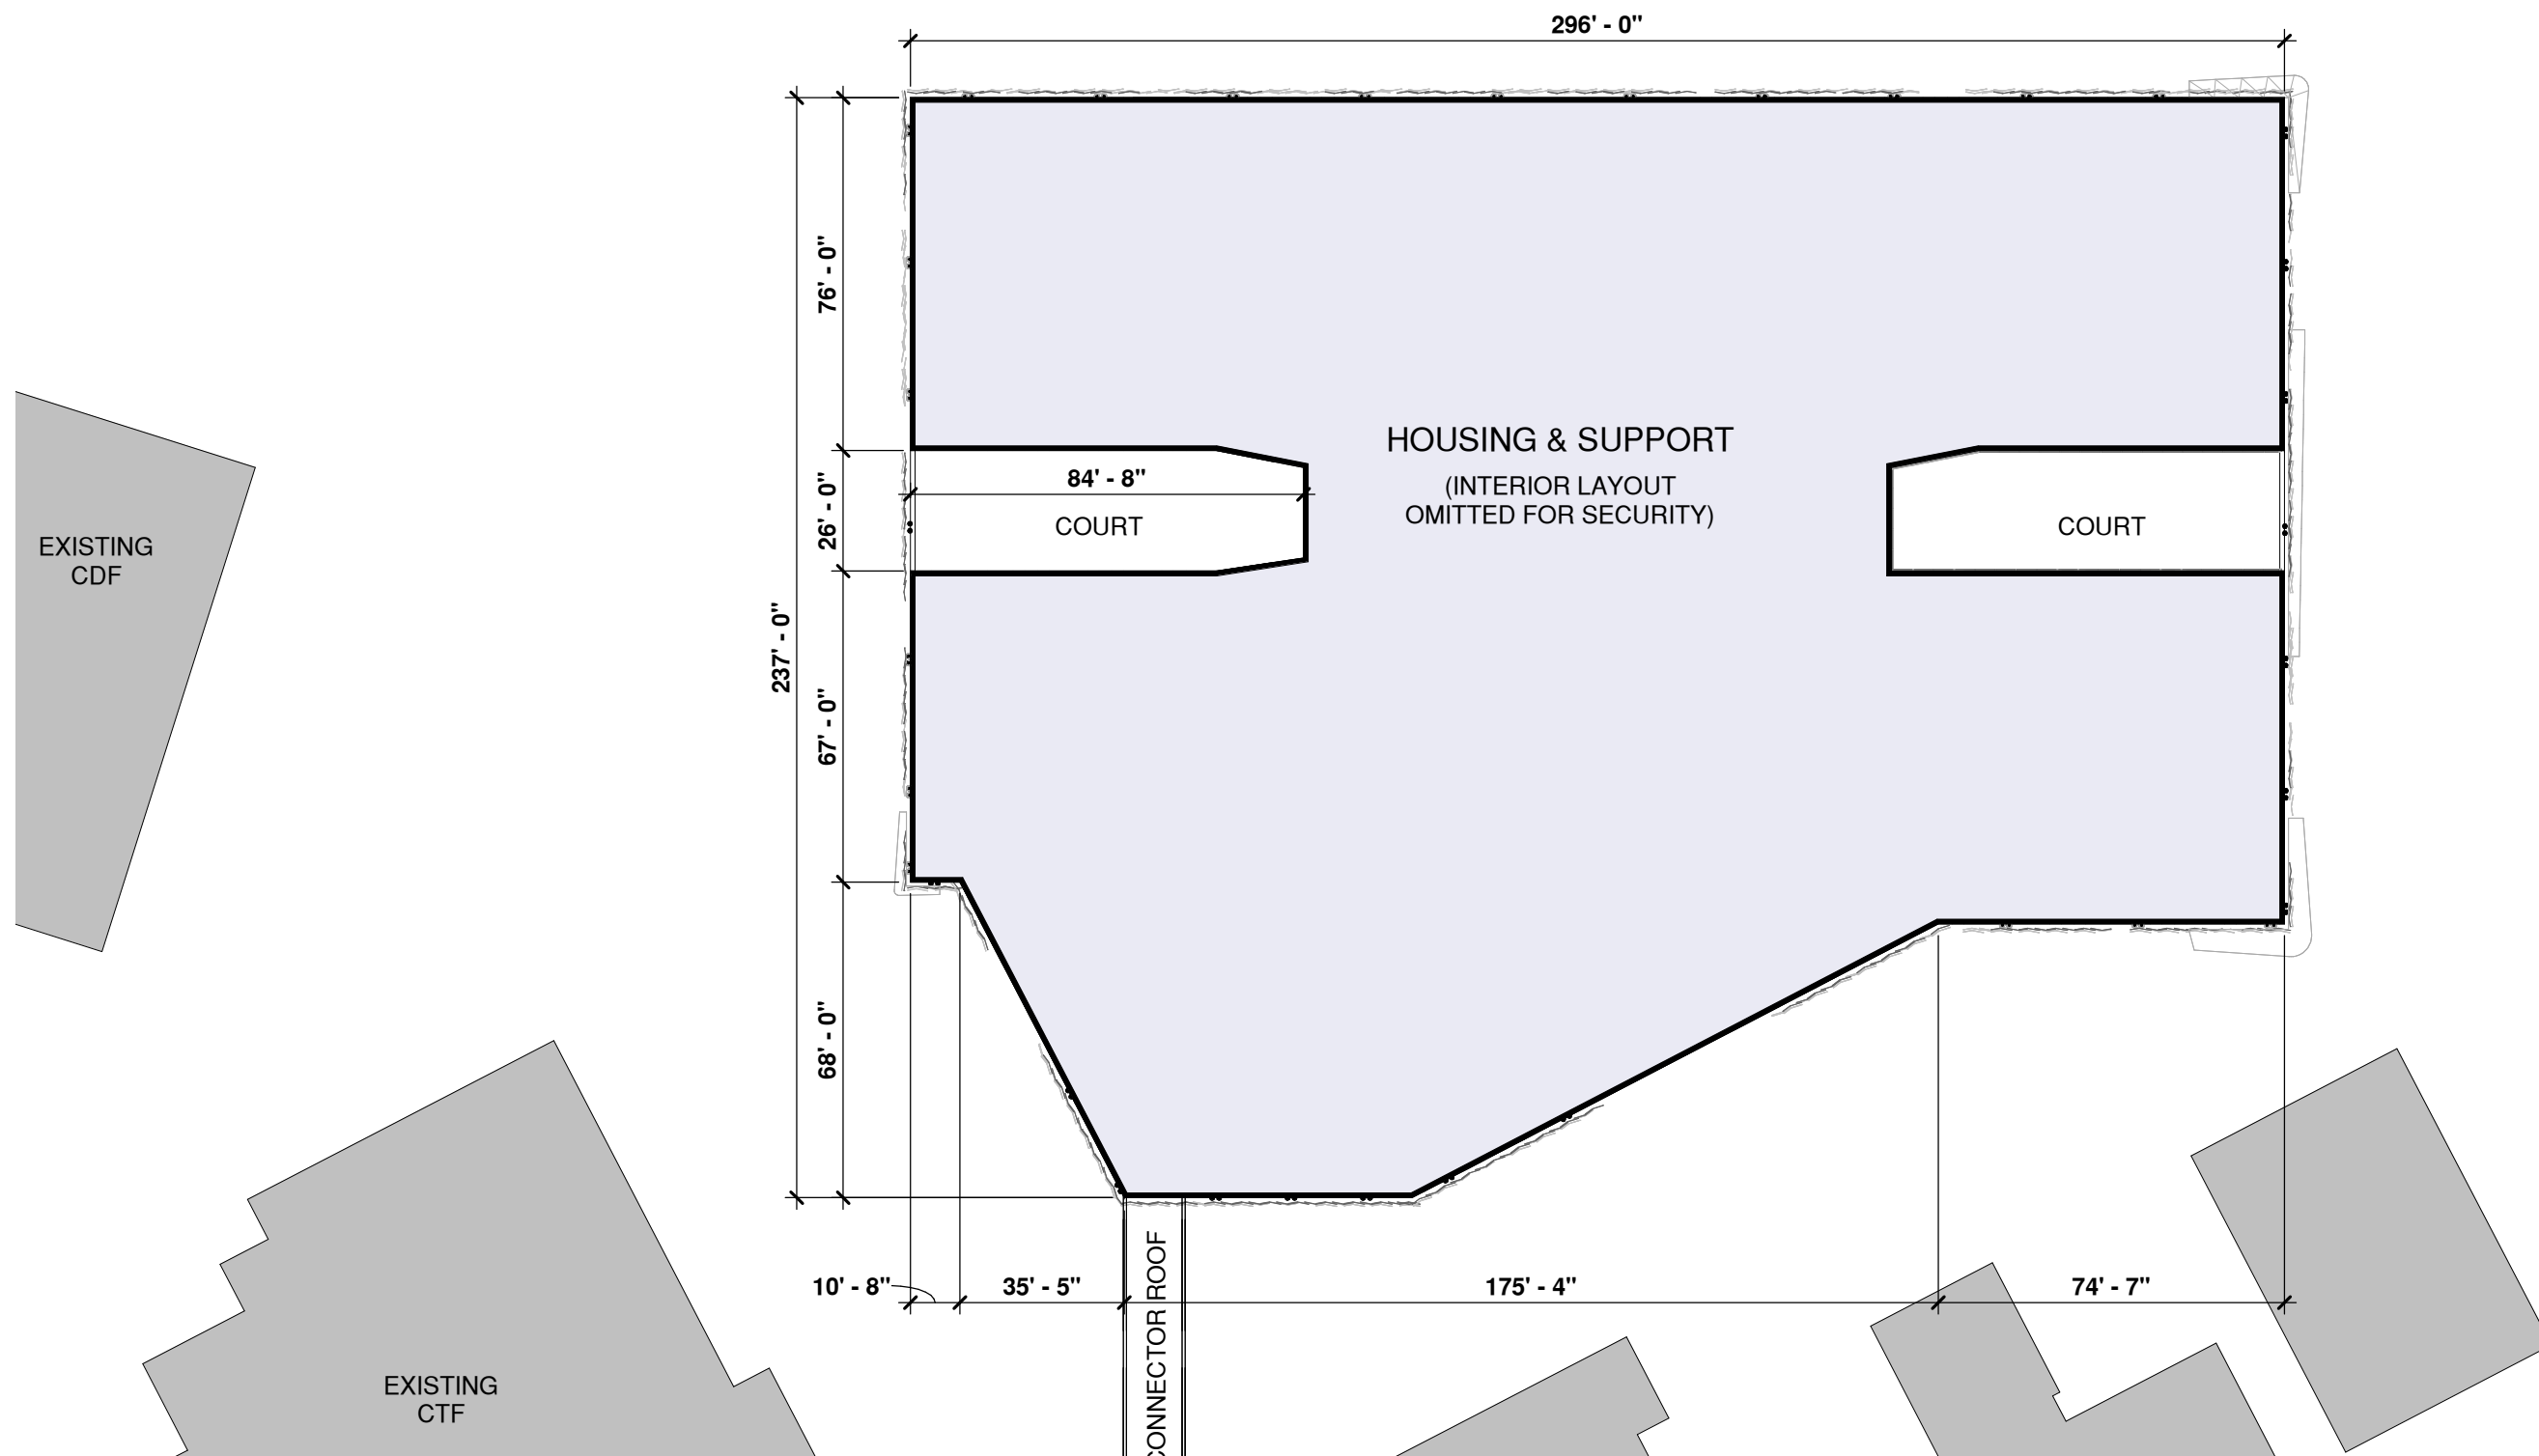 296' - 0"
76' - 0"
HOUSING & SUPPORT
(INTERIOR LAYOUT
OMITTED FOR SECURITY)
84' - 8"
COURT
COURT
26' - 0"
EXISTING
CDF
237' - 0"
67' - 0"
68' - 0"
10' - 8"
35' - 5"
175' - 4"
74' - 7"
CONNECTOR ROOF
EXISTING
CTF